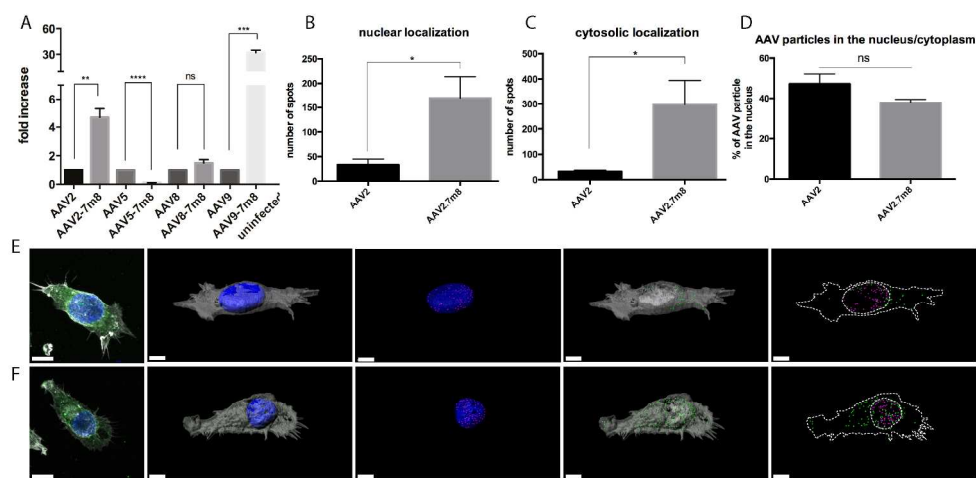 A
B
C
D
nuclear localization
cytosolic localization
AAV particles in the nucleus/cytoplasm
fold increase
60
30
6
4
2
0
**
****
ns
***
AAV2
AAV2-7m8
AAV5
AAV5-7m8
AAV8
AAV8-7m8
AAV9
AAV9-7m8
uninfected
number of spots
250
200
150
100
50
0
*
AAV2
AAV2.7m8
number of spots
500
400
300
200
100
0
*
AAV2
AAV2.7m8
% of AAV particle
in the nucleus
60
40
20
0
ns
AAV2
AAV2.7m8
E
F